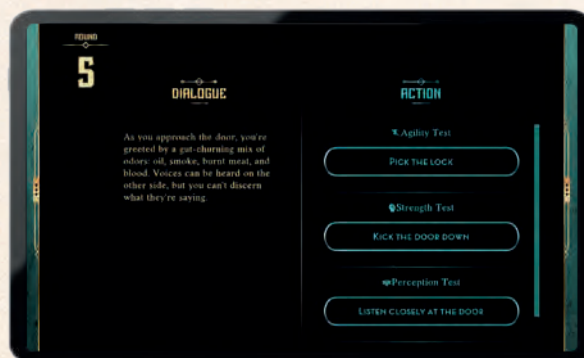 ROUND
5
DIALOGUE
As you approach the door, you're
greeted by a gut-churning mix of
odors: oil, smoke, burnt meat, and
blood. Voices can be heard on the
other side, but you can't discern
what they're saying.
ACTION
Agility Test
PICK THE LOCK
Strength Test
KICK THE DOOR DOWN
Perception Test
LISTEN CLOSELY AT THE DOOR